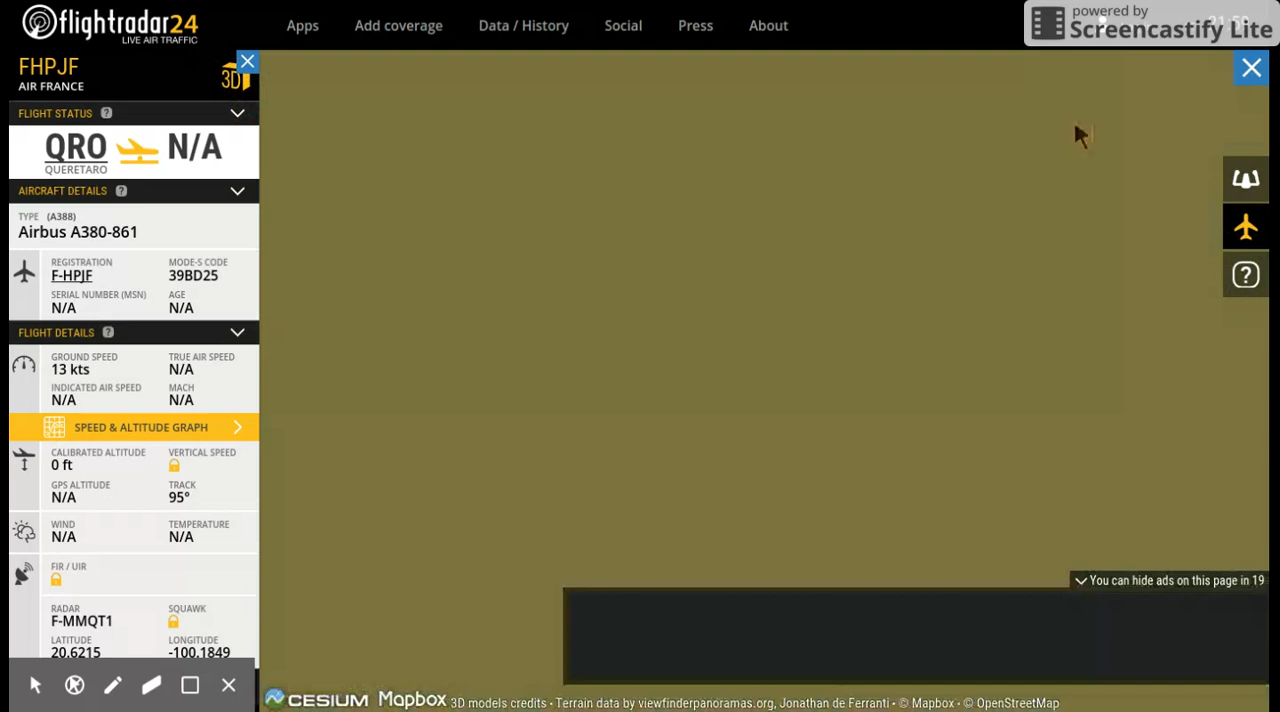 flightradar24
LIVE AIR TRAFFIC
Apps
Add coverage
Data / History
Social
Press
About
powered by
Screencastify Lite
FHPJF
AIR FRANCE
3D
FLIGHT STATUS ?
QRO N/A
QUERETARO
AIRCRAFT DETAILS ?
TYPE (A388)
Airbus A380-861
REGISTRATION MODE-S CODE
F-HPJF 39BD25
SERIAL NUMBER (MSN) AGE
N/A N/A
FLIGHT DETAILS ?
GROUND SPEED TRUE AIR SPEED
13 kts N/A
INDICATED AIR SPEED MACH
N/A N/A
SPEED & ALTITUDE GRAPH
CALIBRATED ALTITUDE VERTICAL SPEED
0 ft
GPS ALTITUDE TRACK
N/A 95°
WIND TEMPERATURE
N/A N/A
FIR / UIR
RADAR SQUAWK
F-MMQT1
LATITUDE LONGITUDE
20.6215 -100.1849
?
You can hide ads on this page in 19
CESIUM Mapbox 3D models credits • Terrain data by viewfinderpanoramas.org, Jonathan de Ferranti • © Mapbox • © OpenStreetMap